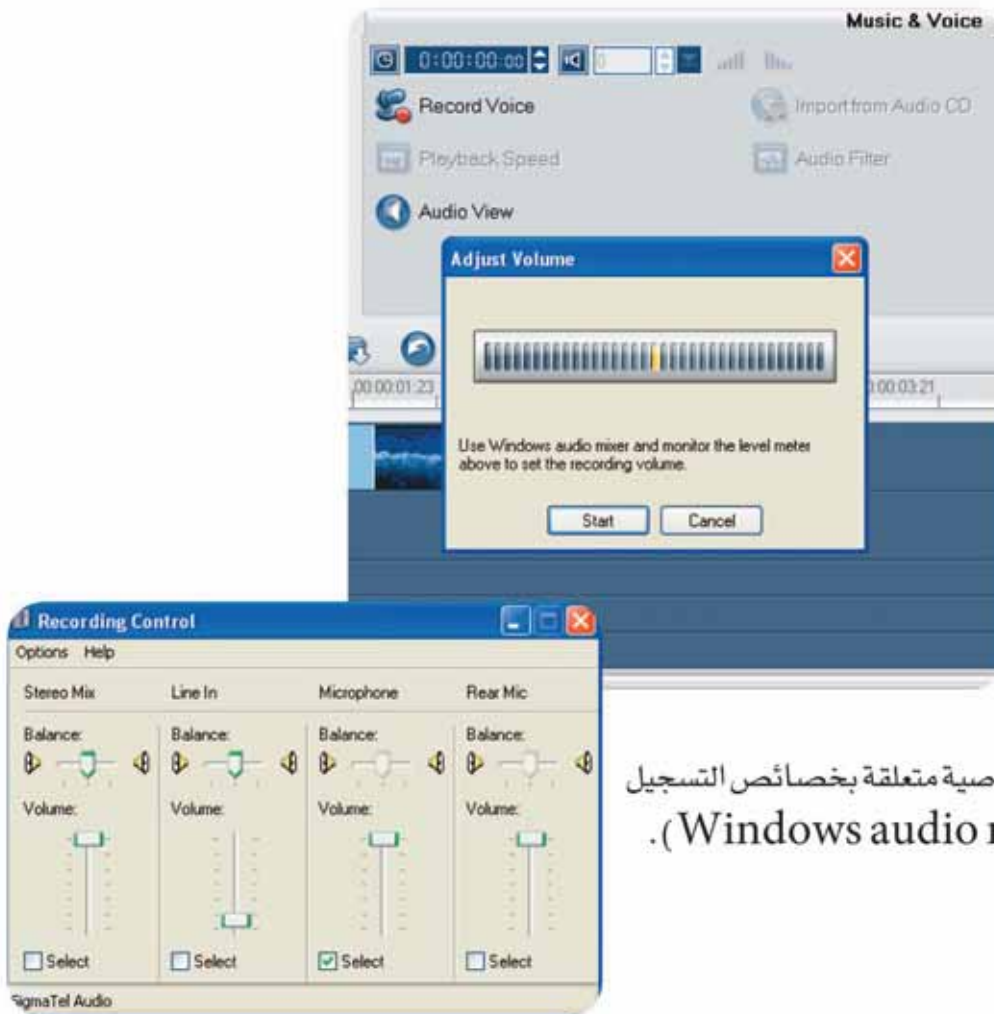 Music & Voice
0:00:00:00 0
Record Voice Import from Audio CD
Playback Speed Audio Filter
Audio View
Adjust Volume
00:00:01:23 :00:03:21
Use Windows audio mixer and monitor the level meter
above to set the recording volume.
Start Cancel
Recording Control
Options Help
Stereo Mix Line In Microphone Rear Mic
Balance: Balance: Balance: Balance:
Volume: Volume: Volume: Volume:
Select Select Select Select
SigmaTel Audio
متعلقة بخصائص التسجيل
Windows audio).